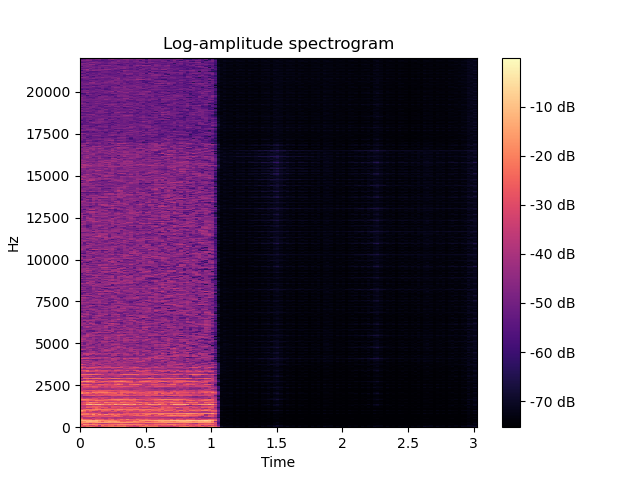 Log-amplitude spectrogram
20000
17500
15000
12500
10000
7500
5000
2500
0
Hz
0
0.5
1
1.5
2
2.5
3
Time
-10 dB
-20 dB
-30 dB
-40 dB
-50 dB
-60 dB
-70 dB